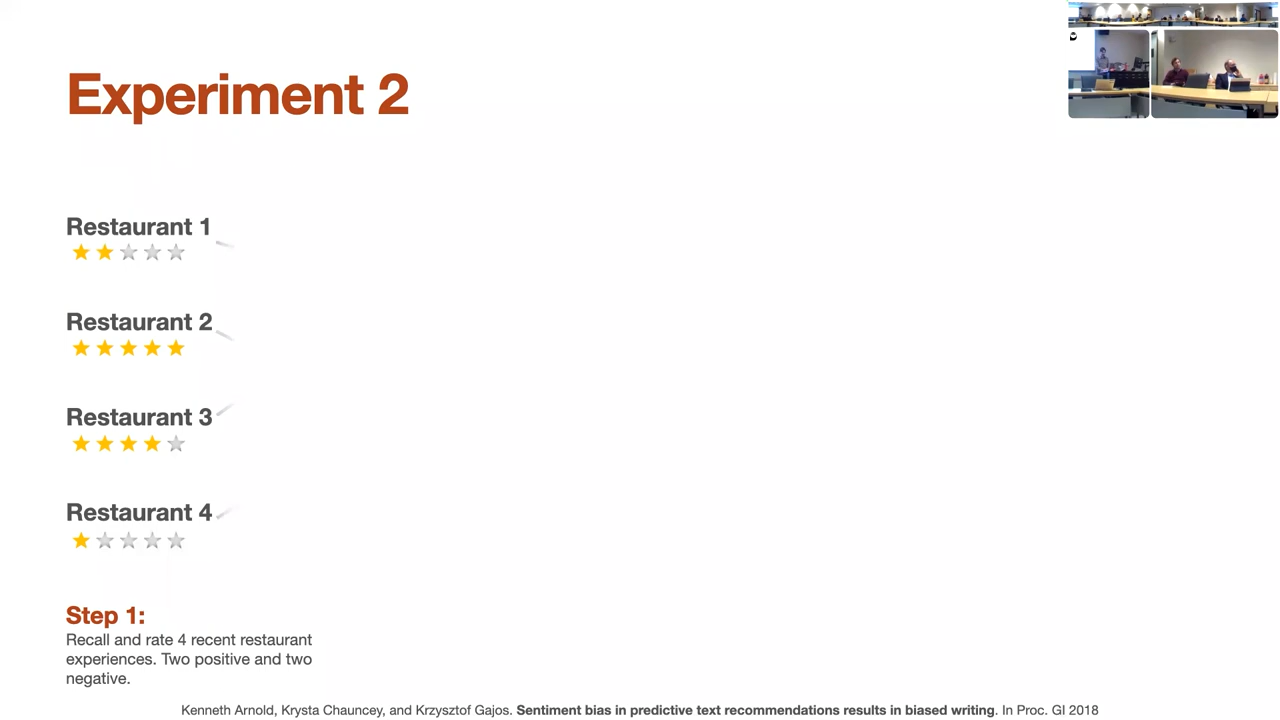 Experiment 2
Restaurant 1
Restaurant 2
Restaurant 3
Restaurant 4
Step 1:
Recall and rate 4 recent restaurant
experiences. Two positive and two
negative.
Kenneth Arnold, Krysta Chauncey, and Krzysztof Gajos. Sentiment bias in predictive text recommendations results in biased writing. In Proc. GI 2018